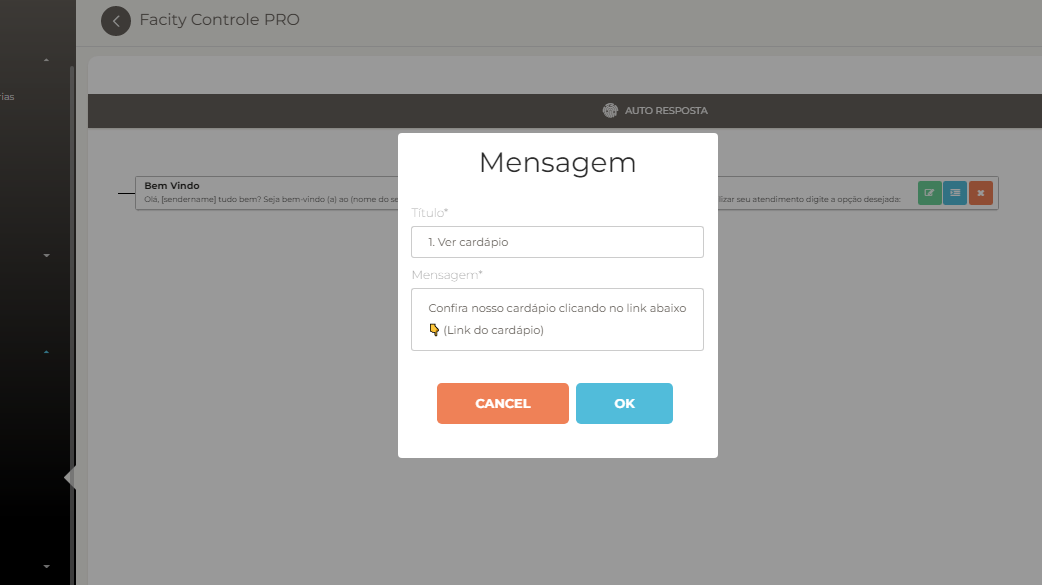 Facity Controle PRO
rias
AUTO RESPOSTA
Mensagem
Bem Vindo
Olá, [sendername] tudo bem? Seja bem-vindo (a) ao (nome do se
lizar seu atendimento digite a opção desejada:
Título*
1. Ver cardápio
Mensagem*
Confira nosso cardápio clicando no link abaixo
👇 (Link do cardápio)
CANCEL
OK